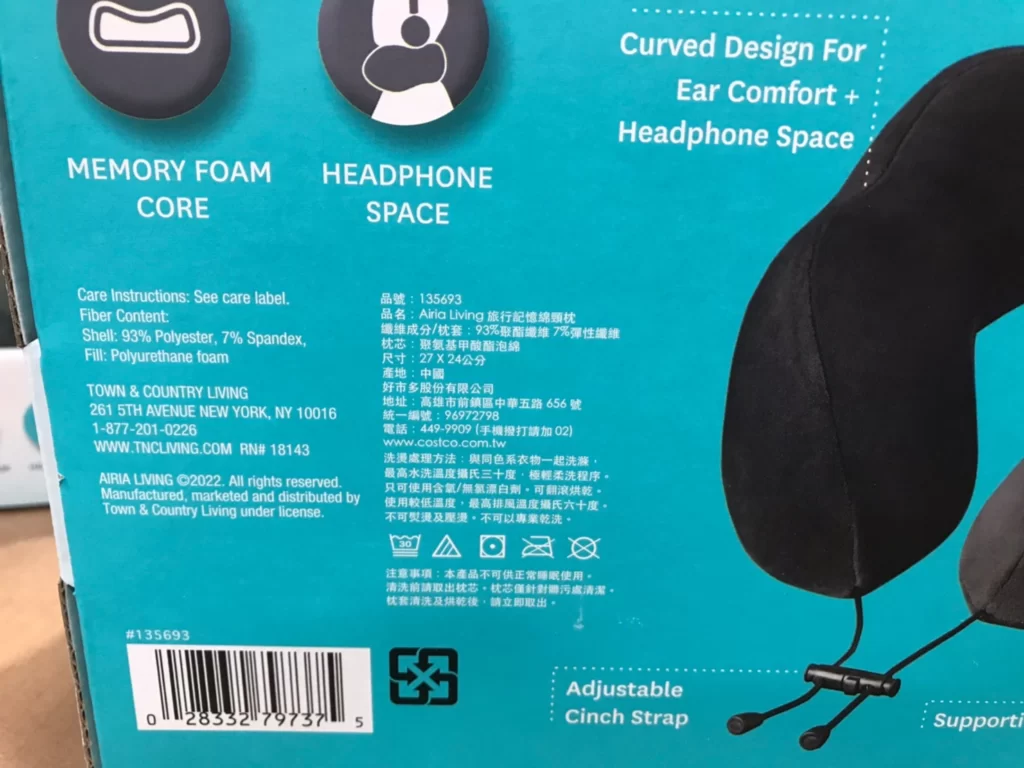 Curved Design For
Ear Comfort +
Headphone Space
MEMORY FOAM
CORE
HEADPHONE
SPACE
Care Instructions: See care label.
Fiber Content:
Shell: 93% Polyester, 7% Spandex,
Fill: Polyurethane foam
TOWN & COUNTRY LIVING
261 5TH AVENUE NEW YORK, NY 10016
1-877-201-0226
WWW.TNCLIVING.COM RN# 18143
AIRIA LIVING ©2022. All rights reserved.
Manufactured, marketed and distributed by
Town & Country Living under license.
品號：135693
品名：Airia Living 旅行記憶綿頸枕
纖維成分/枕套：93%聚酯纖維 7%彈性纖維
枕芯：聚氨基甲酸酯泡綿
尺寸：27 X 24公分
產地：中國
好市多股份有限公司
地址：高雄市前鎮區中華五路 656 號
統一編號：96972798
電話：449-9909 (手機撥打請加 02)
www.costco.com.tw
洗燙處理方法：與同色系衣物一起洗滌，
最高水洗溫度攝氏三十度，極輕柔洗程序。
只可使用含氧/無氯漂白劑。可翻滾烘乾。
使用較低溫度，最高排風溫度攝氏六十度。
不可熨燙及壓燙。不可以專業乾洗。
30
注意事項：本產品不可供正常睡眠使用。
清洗前請取出枕芯。枕芯僅針對髒污處清潔。
枕套清洗及烘乾後，請立即取出。
#135693
0 28332 79737 5
Adjustable
Cinch Strap
Supporti